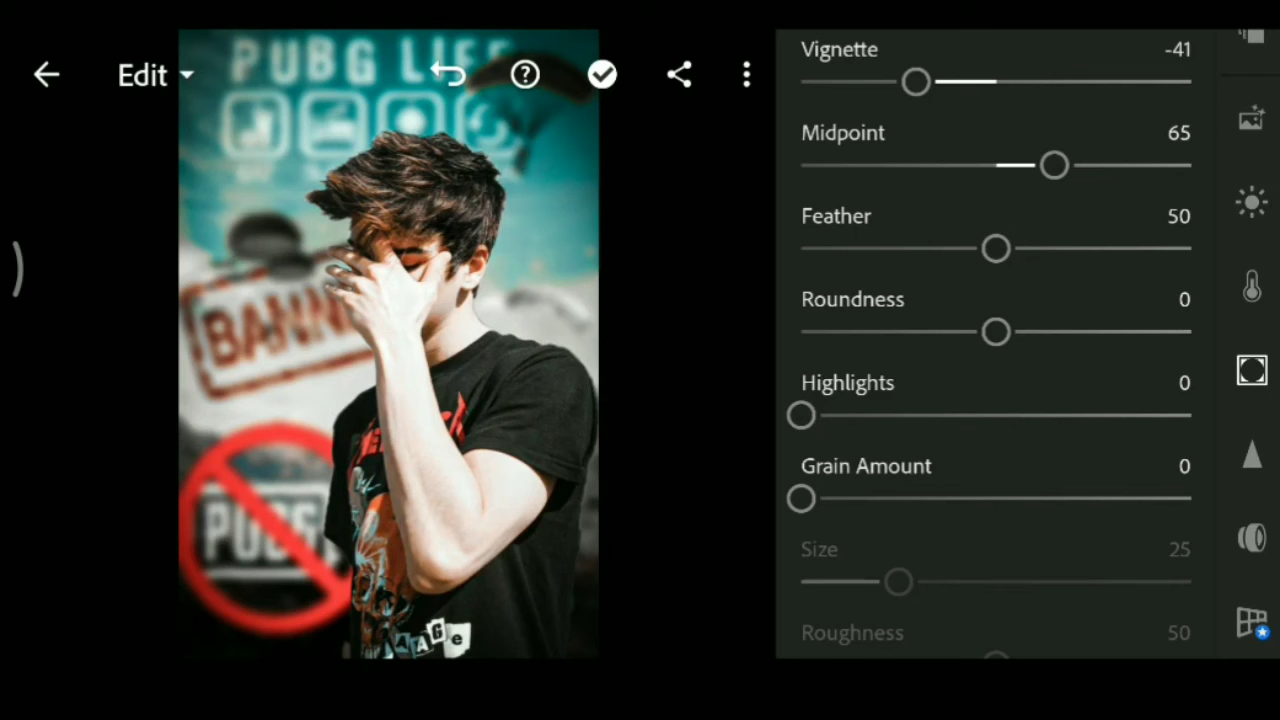 Edit
PUBG LIFE
BANN
PUBG
Vignette -41
Midpoint 65
Feather 50
Roundness 0
Highlights 0
Grain Amount 0
Size 25
Roughness 50